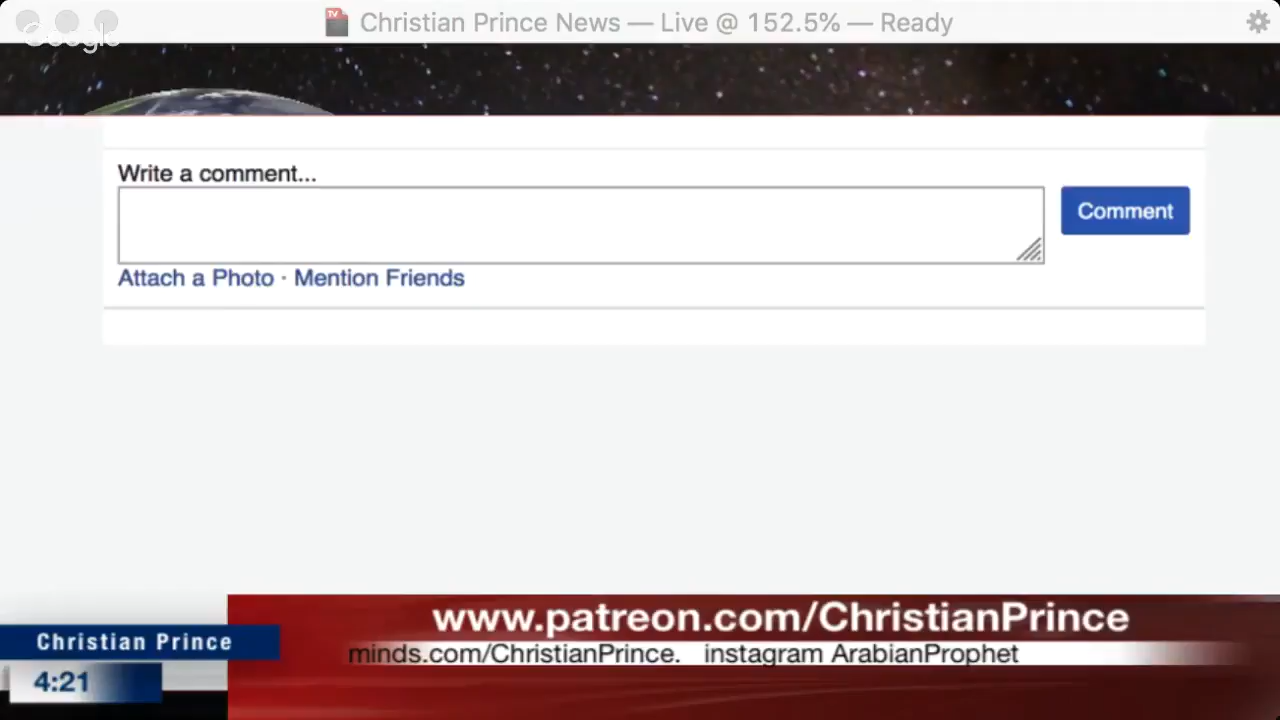 Christian Prince News — Live @ 152.5% — Ready
Google
Write a comment...
Comment
Attach a Photo · Mention Friends
www.patreon.com/ChristianPrince
Christian Prince
minds.com/ChristianPrince. instagram ArabianProphet
4:21